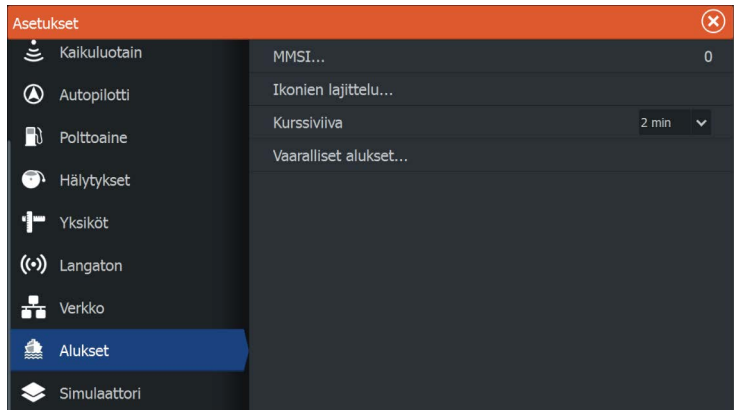 Asetukset
Kaikuluotain
Autopilotti
Polttoaine
Hälytykset
Yksiköt
Langaton
Verkko
Alukset
Simulaattori
MMSI... 0
Ikonien lajittelu...
Kurssiviiva 2 min
Vaaralliset alukset...